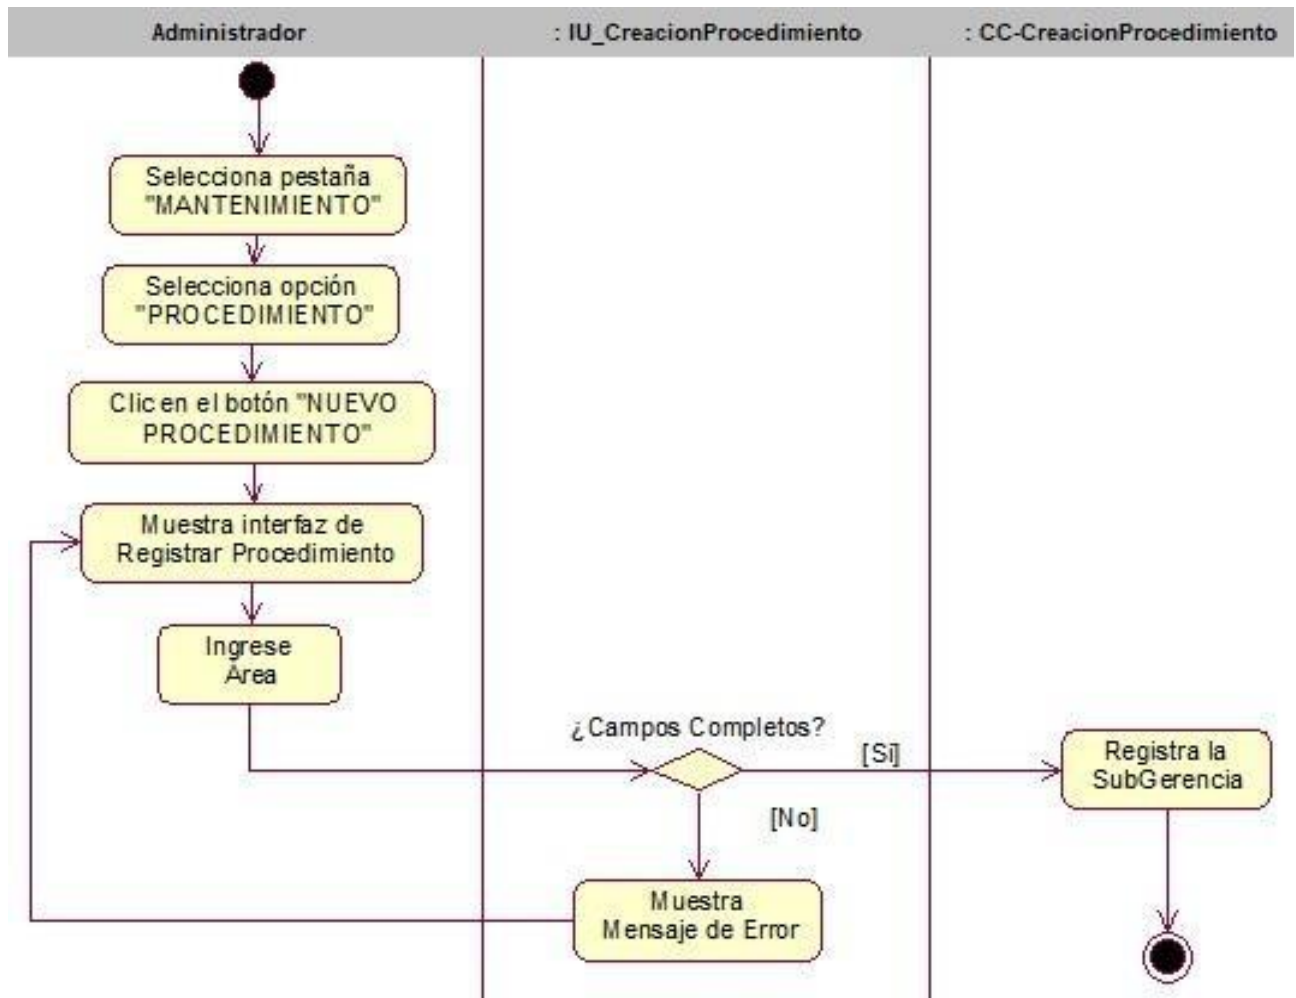 Administrador
: IU_CreacionProcedimiento
: CC-CreacionProcedimiento
Selecciona pestaña
"MANTENIMIENTO"
Selecciona opción
"PROCEDIMIENTO"
Clic en el botón "NUEVO
PROCEDIMIENTO"
Muestra interfaz de
Registrar Procedimiento
Ingrese
Área
¿Campos Completos?
[Si]
Registra la
SubGerencia
[No]
Muestra
Mensaje de Error